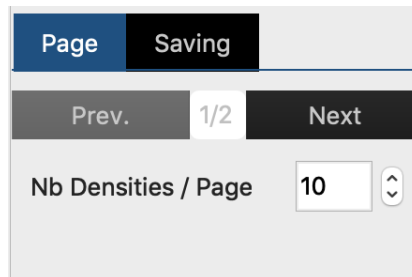 Page Saving
Prev. 1/2 Next
Nb Densities / Page 10